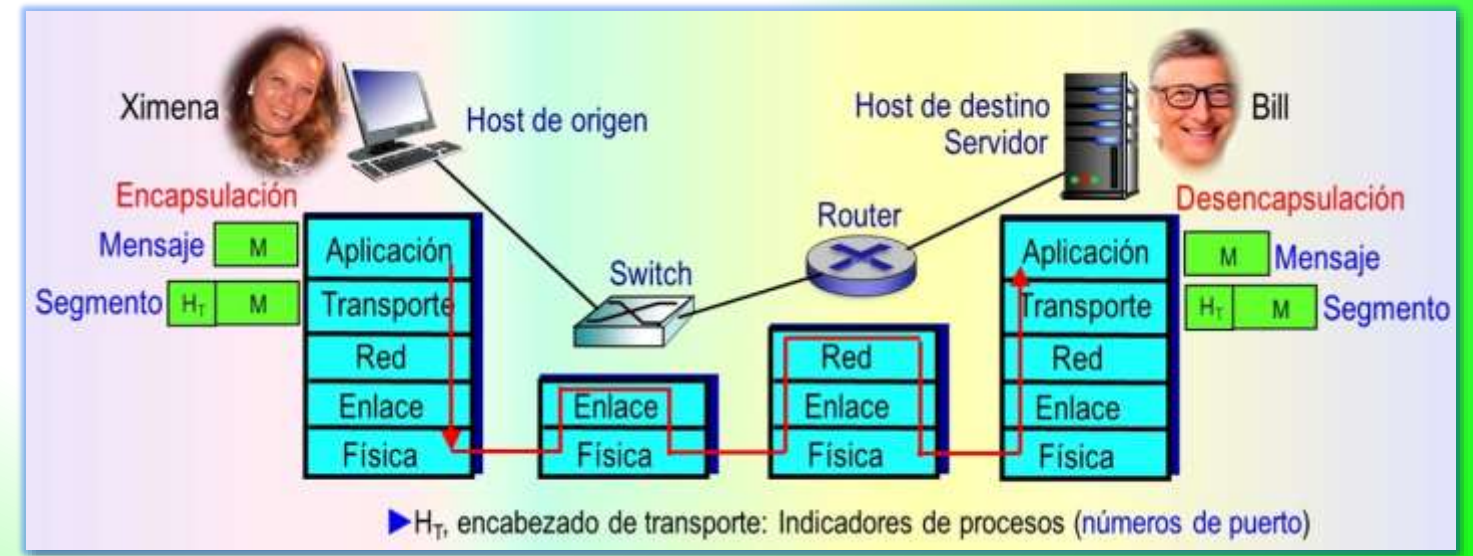 Ximena
Host de origen
Host de destino
Servidor
Bill
Encapsulación
Desencapsulación
Router
Switch
Mensaje M
Aplicación
Aplicación
M Mensaje
Segmento HT M
Transporte
Transporte
HT M Segmento
Red
Red
Red
Enlace
Enlace
Enlace
Enlace
Física
Física
Física
Física
▶HT, encabezado de transporte: Indicadores de procesos (números de puerto)